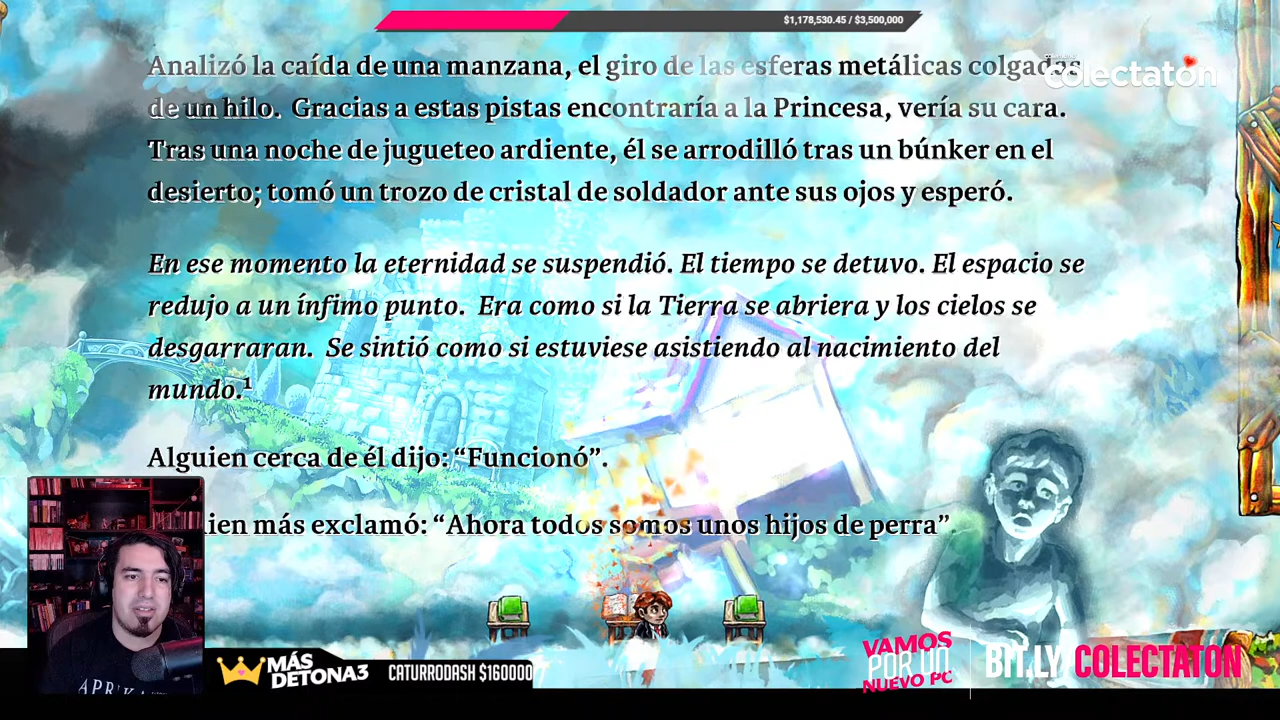 $1,178,530.45 / $3,500,000
Analizó la caída de una manzana, el giro de las esferas metálicas colgados
colectatón
de un hilo. Gracias a estas pistas encontraría a la Princesa, vería su cara.
Tras una noche de jugueteo ardiente, él se arrodilló tras un búnker en el
desierto; tomó un trozo de cristal de soldador ante sus ojos y esperó.
En ese momento la eternidad se suspendió. El tiempo se detuvo. El espacio se
redujo a un ínfimo punto. Era como si la Tierra se abriera y los cielos se
desgarraran. Se sintió como si estuviese asistiendo al nacimiento del
mundo.¹
Alguien cerca de él dijo: “Funcionó”.
ien más exclamó: “Ahora todos somos unos hijos de perra”
MÁS
DETONA3
CATURRODASH $160000
VAMOS
POR UN
NUEVO PC
BIT.LY COLECTATON